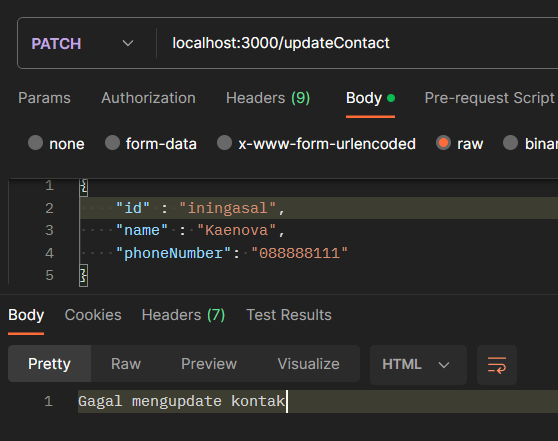 PATCH localhost:3000/updateContact
Params Authorization Headers (9) Body Pre-request Script
none form-data x-www-form-urlencoded raw binar
1 {
2 "id" : "iningasal",
3 "name" : "Kaenova",
4 "phoneNumber": "088888111"
5 }
Body Cookies Headers (7) Test Results
Pretty Raw Preview Visualize HTML
1 Gagal mengupdate kontak